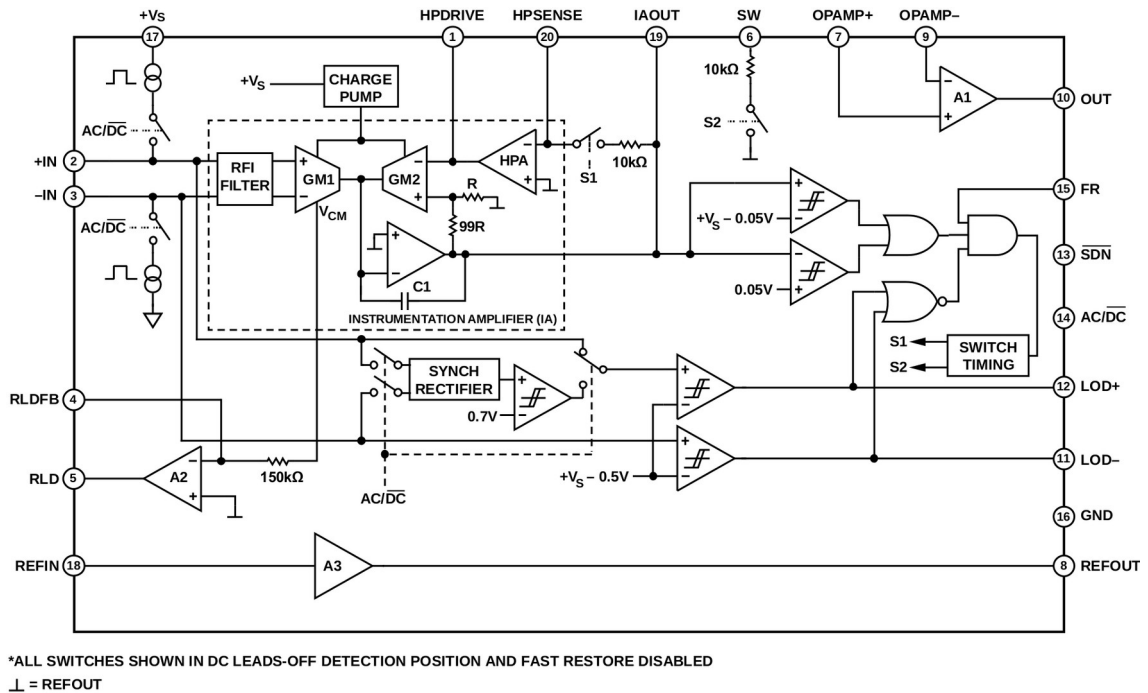 +VS
HPDRIVE
HPSENSE
IAOUT
SW
OPAMP+
OPAMP–
17
1
20
19
6
7
9
10kΩ
+VS
CHARGE
PUMP
A1
10
OUT
AC/DC
S2
+IN
2
RFI
FILTER
GM1
GM2
HPA
S1
10kΩ
–IN
3
R
15
FR
VCM
99R
+VS – 0.05V
AC/DC
13
SDN
C1
0.05V
INSTRUMENTATION AMPLIFIER (IA)
14
AC/DC
S1
S2
SWITCH
TIMING
SYNCH
RECTIFIER
12
LOD+
RLDFB
4
0.7V
11
LOD–
RLD
5
A2
150kΩ
+VS – 0.5V
AC/DC
16
GND
REFIN
18
A3
8
REFOUT
*ALL SWITCHES SHOWN IN DC LEADS-OFF DETECTION POSITION AND FAST RESTORE DISABLED
⊥ = REFOUT